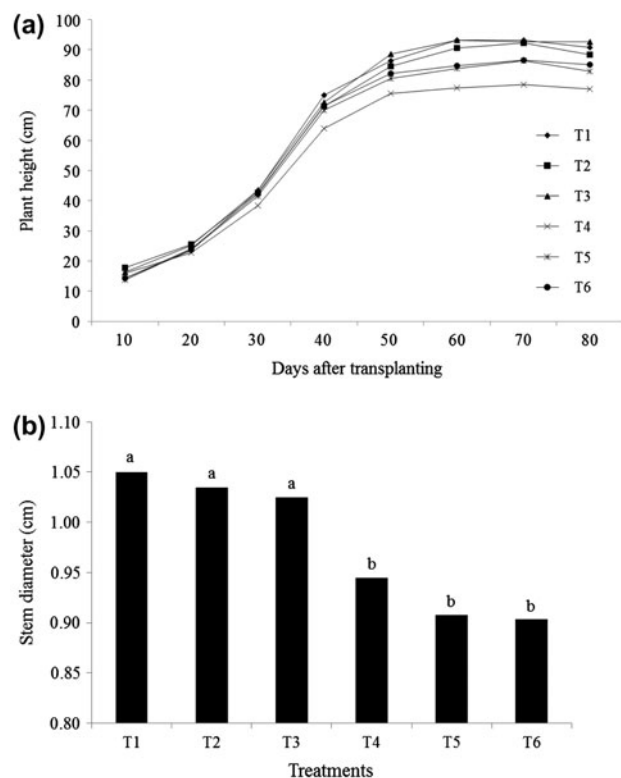 (a)
100
90
80
70
60
50
40
30
20
10
0
Plant height (cm)
T1
T2
T3
T4
T5
T6
10 20 30 40 50 60 70 80
Days after transplanting
(b)
1.10
1.05
1.00
0.95
0.90
0.85
0.80
Stem diameter (cm)
a a a b b b
T1 T2 T3 T4 T5 T6
Treatments